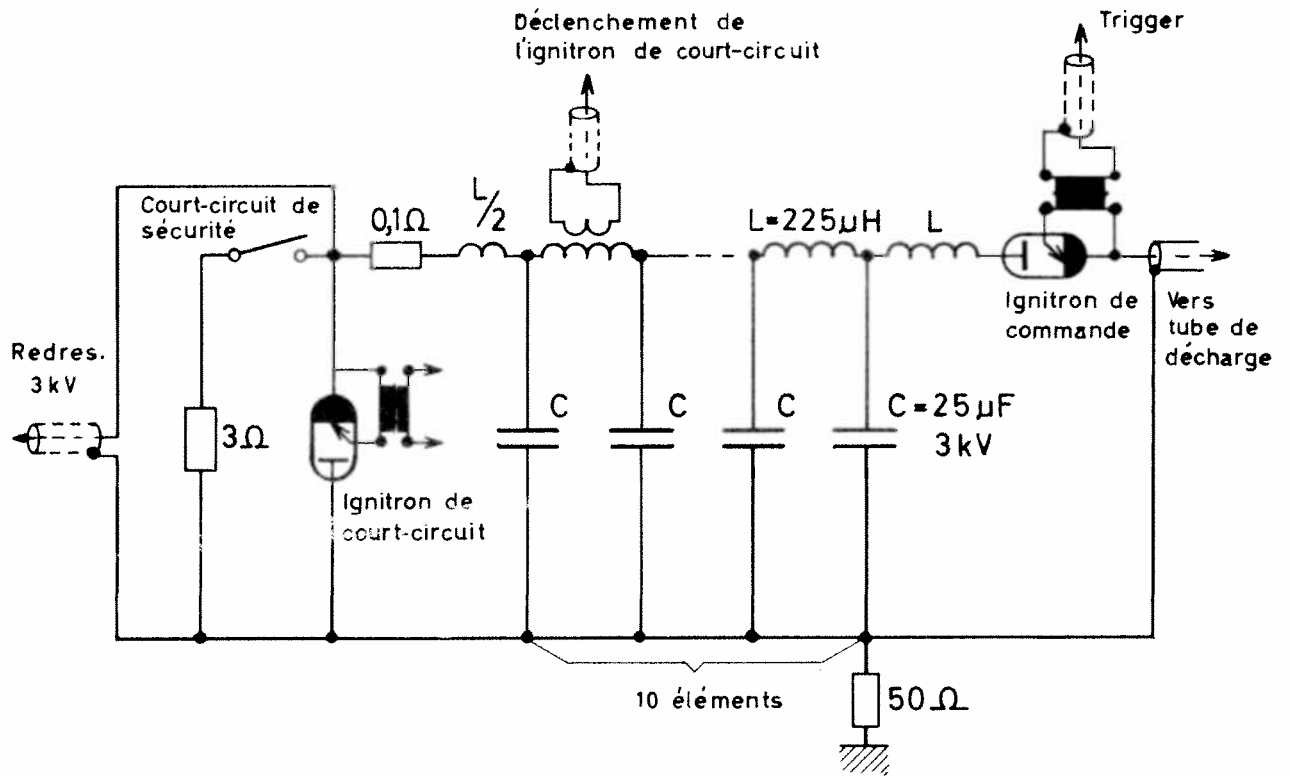 Déclenchement de
l'ignitron de court-circuit
Trigger
Court-circuit de
sécurité
0,1Ω
L/2
L=225µH
L
Ignitron de
commande
Vers
tube de
décharge
Redres.
3kV
3Ω
Ignitron de
court-circuit
C
C
C
C=25µF
3kV
10 éléments
50Ω